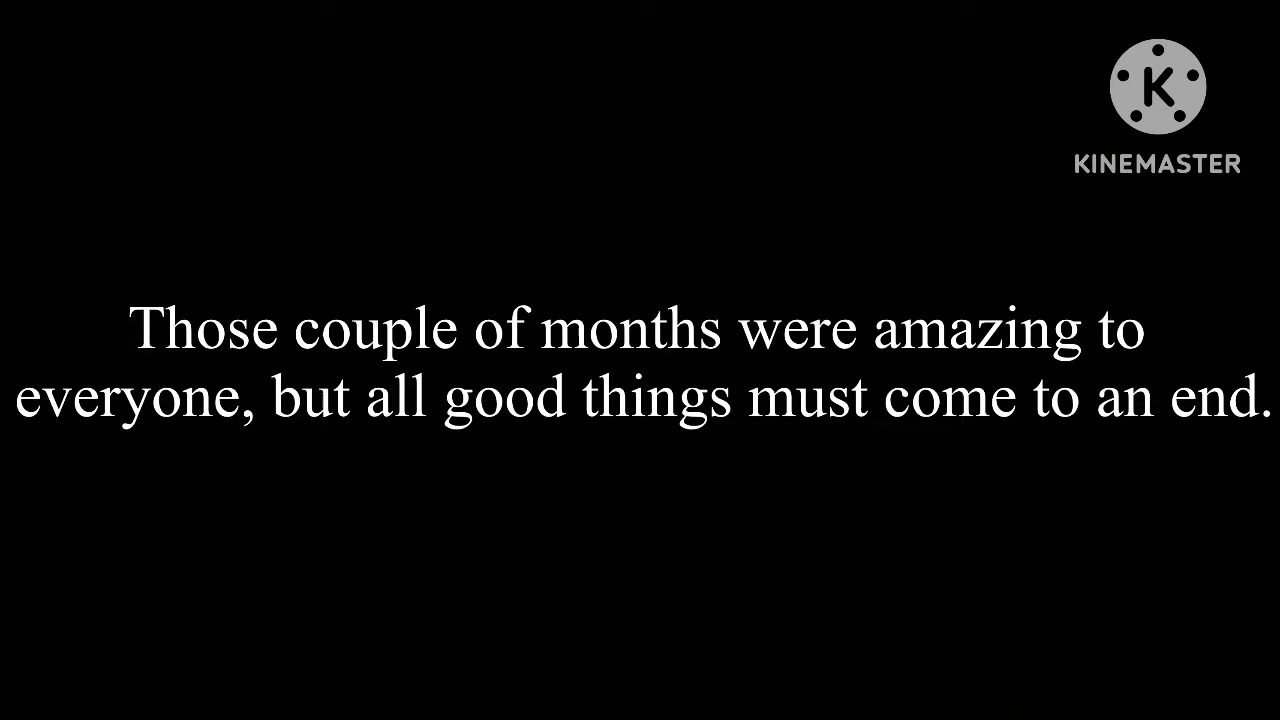 KINEMASTER
Those couple of months were amazing to
everyone, but all good things must come to an end.